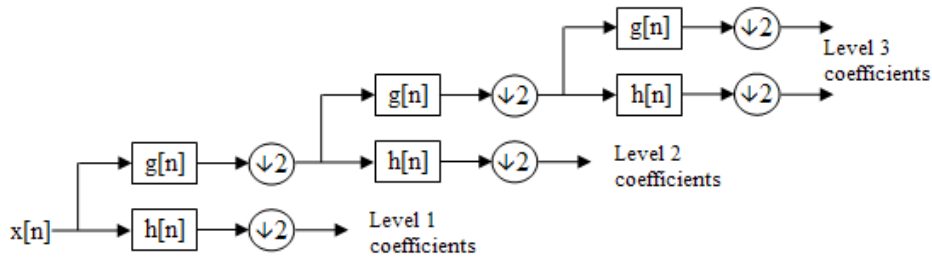 g[n] ↓2
Level 3
coefficients
g[n] ↓2 h[n] ↓2
g[n] ↓2 h[n] ↓2
Level 2
coefficients
x[n] h[n] ↓2
Level 1
coefficients